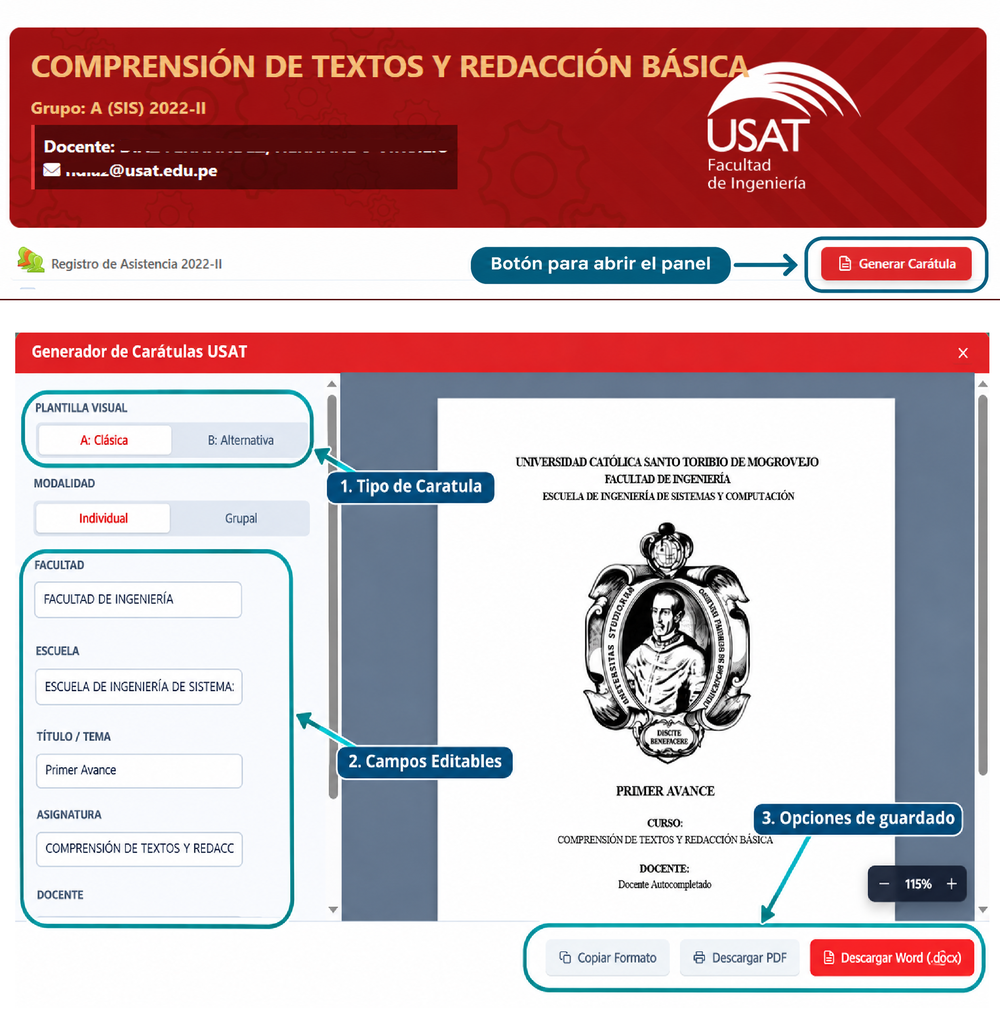 COMPRENSIÓN DE TEXTOS Y REDACCIÓN BÁSICA
Grupo: A (SIS) 2022-II
Docente:
@usat.edu.pe
USAT
Facultad
de Ingeniería
Registro de Asistencia 2022-II
Botón para abrir el panel
Generar Carátula
Generador de Carátulas USAT
PLANTILLA VISUAL
A: Clásica
B: Alternativa
1. Tipo de Caratula
MODALIDAD
Individual
Grupal
FACULTAD
FACULTAD DE INGENIERÍA
ESCUELA
ESCUELA DE INGENIERÍA DE SISTEMA:
TÍTULO / TEMA
Primer Avance
2. Campos Editables
ASIGNATURA
COMPRENSIÓN DE TEXTOS Y REDACC
DOCENTE
UNIVERSIDAD CATÓLICA SANTO TORIBIO DE MOGROVEJO
FACULTAD DE INGENIERÍA
ESCUELA DE INGENIERÍA DE SISTEMAS Y COMPUTACIÓN
DISCITE
BENEFACERE
PRIMER AVANCE
CURSO:
COMPRENSIÓN DE TEXTOS Y REDACCIÓN BÁSICA
DOCENTE:
Docente Autocompletado
3. Opciones de guardado
115%
Copiar Formato
Descargar PDF
Descargar Word (.docx)